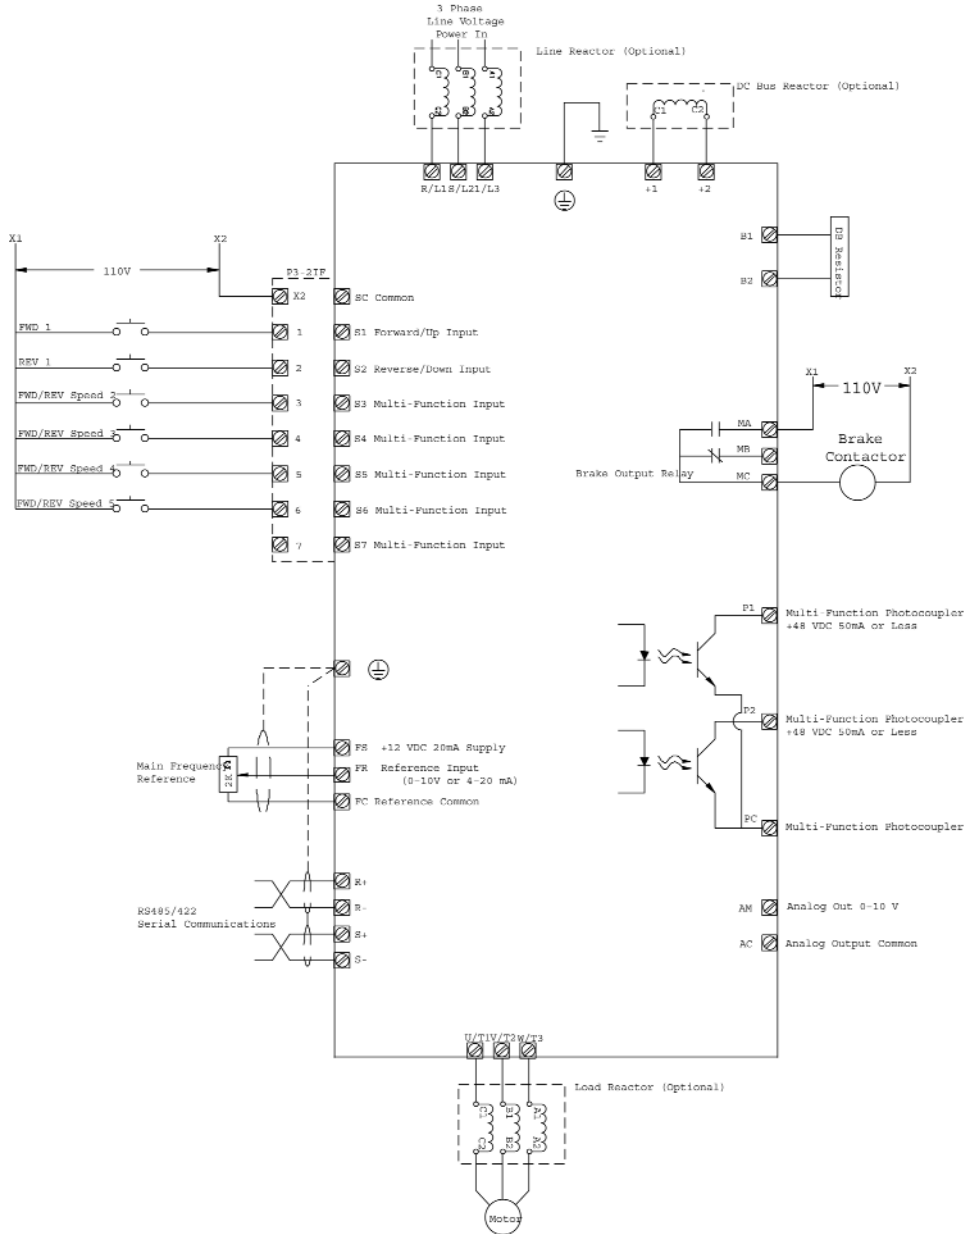 3 Phase
Line Voltage
Power In
Line Reactor (Optional)
C1
B1
A1
C2
B2
A2
DC Bus Reactor (Optional)
C1
C2
R/L1
S/L2
1/L3
+1
+2
B1
B2
DB Resistor
X1
X2
110V
P3-2IF
X2
SC Common
FWD 1
1
S1 Forward/Up Input
REV 1
2
S2 Reverse/Down Input
FWD/REV Speed 2
3
S3 Multi-Function Input
FWD/REV Speed 3
4
S4 Multi-Function Input
FWD/REV Speed 4
5
S5 Multi-Function Input
FWD/REV Speed 5
6
S6 Multi-Function Input
7
S7 Multi-Function Input
X1
X2
110V
MA
MB
MC
Brake Output Relay
Brake
Contactor
P1
Multi-Function Photocoupler
+48 VDC 50mA or Less
P2
Multi-Function Photocoupler
+48 VDC 50mA or Less
PC
Multi-Function Photocoupler
FS +12 VDC 20mA Supply
Main Frequency
Reference
FR Reference Input
(0-10V or 4-20 mA)
FC Reference Common
R+
R-
RS485/422
Serial Communications
S+
S-
AM
Analog Out 0-10 V
AC
Analog Output Common
U/T1
V/T2
W/T3
Load Reactor (Optional)
C1
B1
A1
C2
B2
A2
Motor